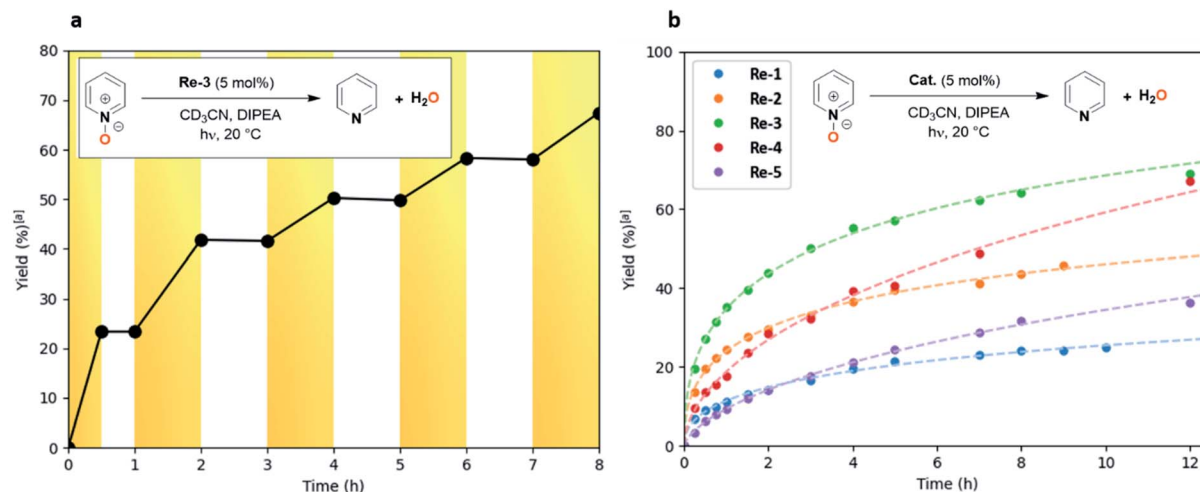 a
80
70
60
50
40
30
20
10
0
Yield (%)[a]
0 1 2 3 4 5 6 7 8
Time (h)
⊕
N
⊖
O
Re-3 (5 mol%)
CD3CN, DIPEA
hν, 20 °C
N
+ H2O
b
100
80
60
40
20
0
Yield (%)[a]
0 2 4 6 8 10 12
Time (h)
Re-1
Re-2
Re-3
Re-4
Re-5
⊕
N
⊖
O
Cat. (5 mol%)
CD3CN, DIPEA
hν, 20 °C
N
+ H2O